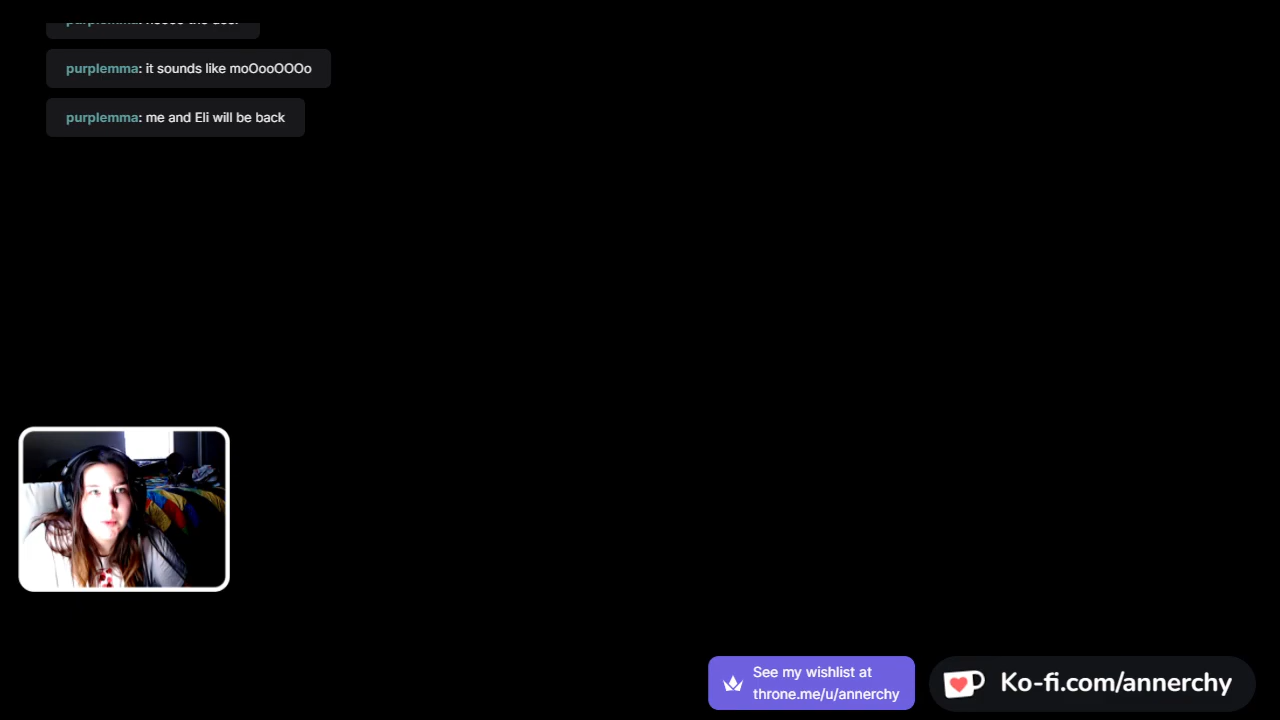 purplemma: it sounds like moOooOOOo
purplemma: me and Eli will be back
See my wishlist at
throne.me/u/annerchy
Ko-fi.com/annerchy